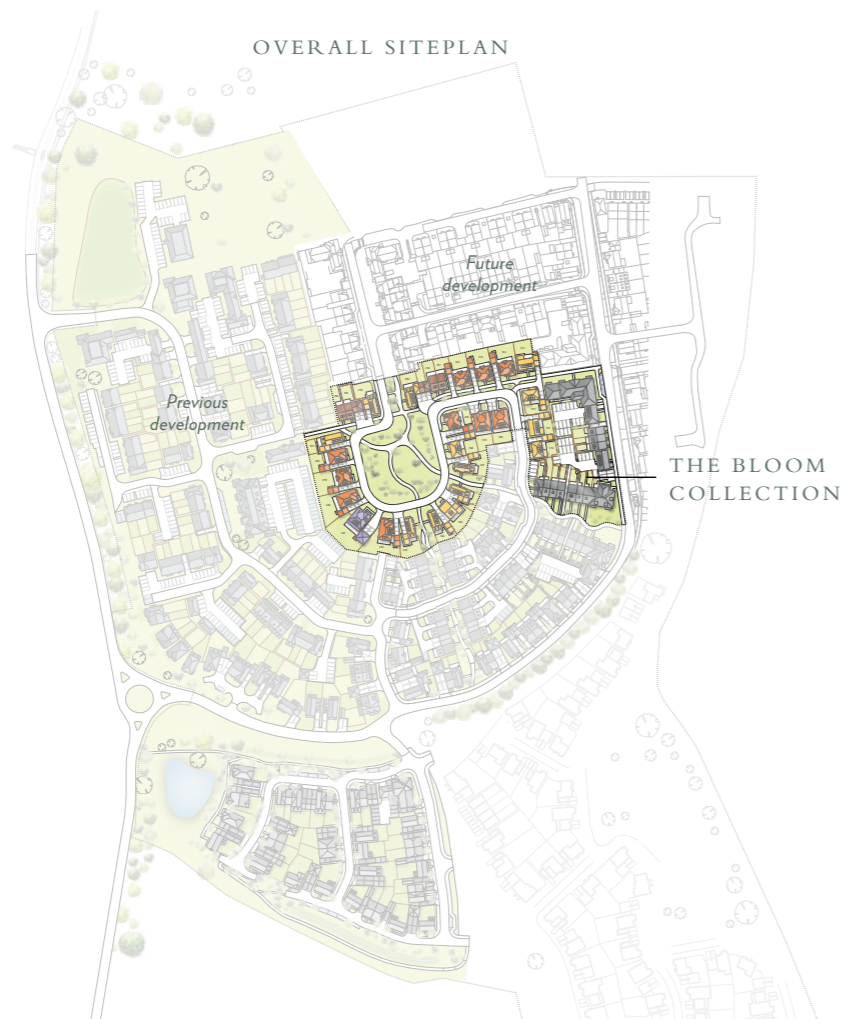 OVERALL SITEPLAN
Future
development
Previous
development
THE BLOOM
COLLECTION